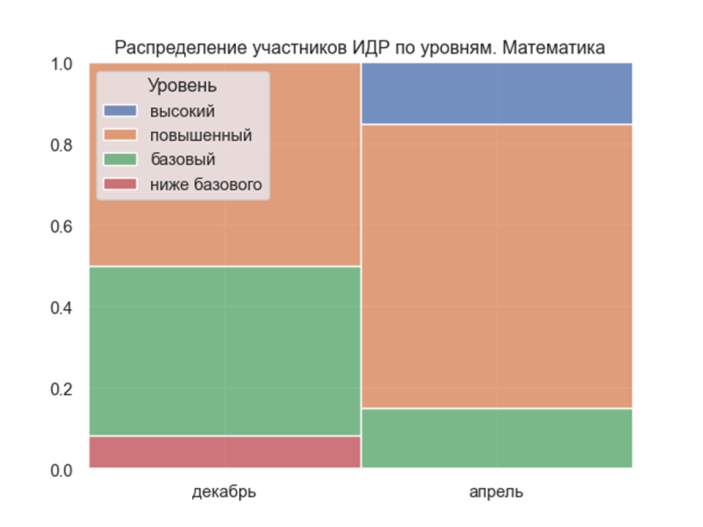 Распределение участников ИДР по уровням. Математика
1.0
0.8
0.6
0.4
0.2
0.0
Уровень
высокий
повышенный
базовый
ниже базового
декабрь
апрель